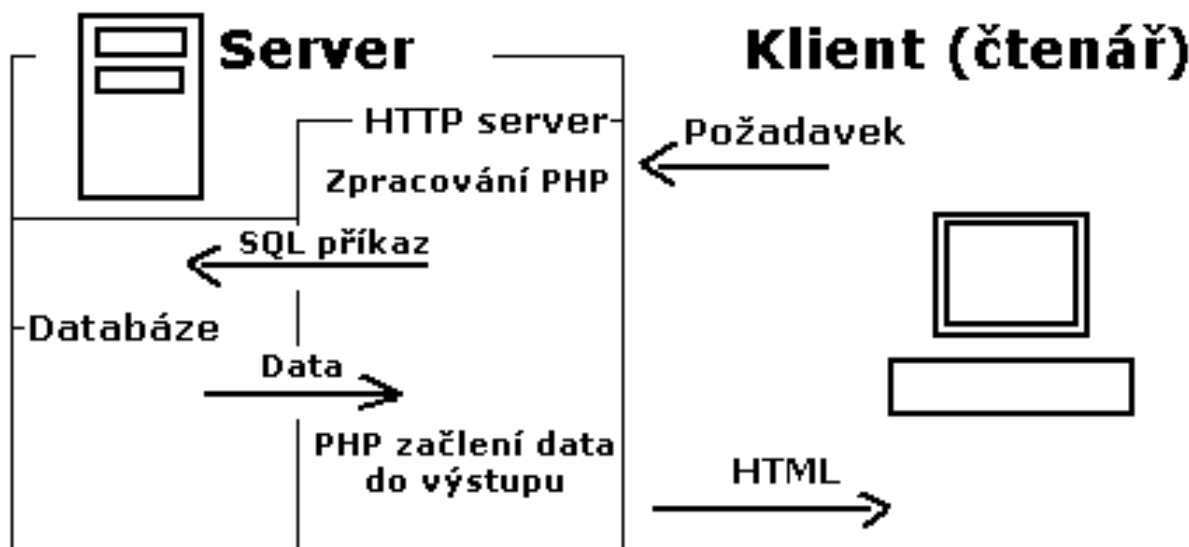 Server
Klient (čtenář)
HTTP server
Požadavek
Zpracování PHP
SQL příkaz
Databáze
Data
PHP začlení data
do výstupu
HTML